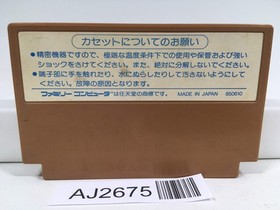 カセットについてのお願い
●精密機器ですので、極端な温度条件下での使用や保管および強い
ショックをさけてください。また、絶対に分解しないでください。
●端子部に手を触れたり、水にぬらしたりして汚さないようにして
ください。故障の原因となります。
ファミリー コンピュータ は任天堂の商標です。 MADE IN JAPAN 850610
AJ2675